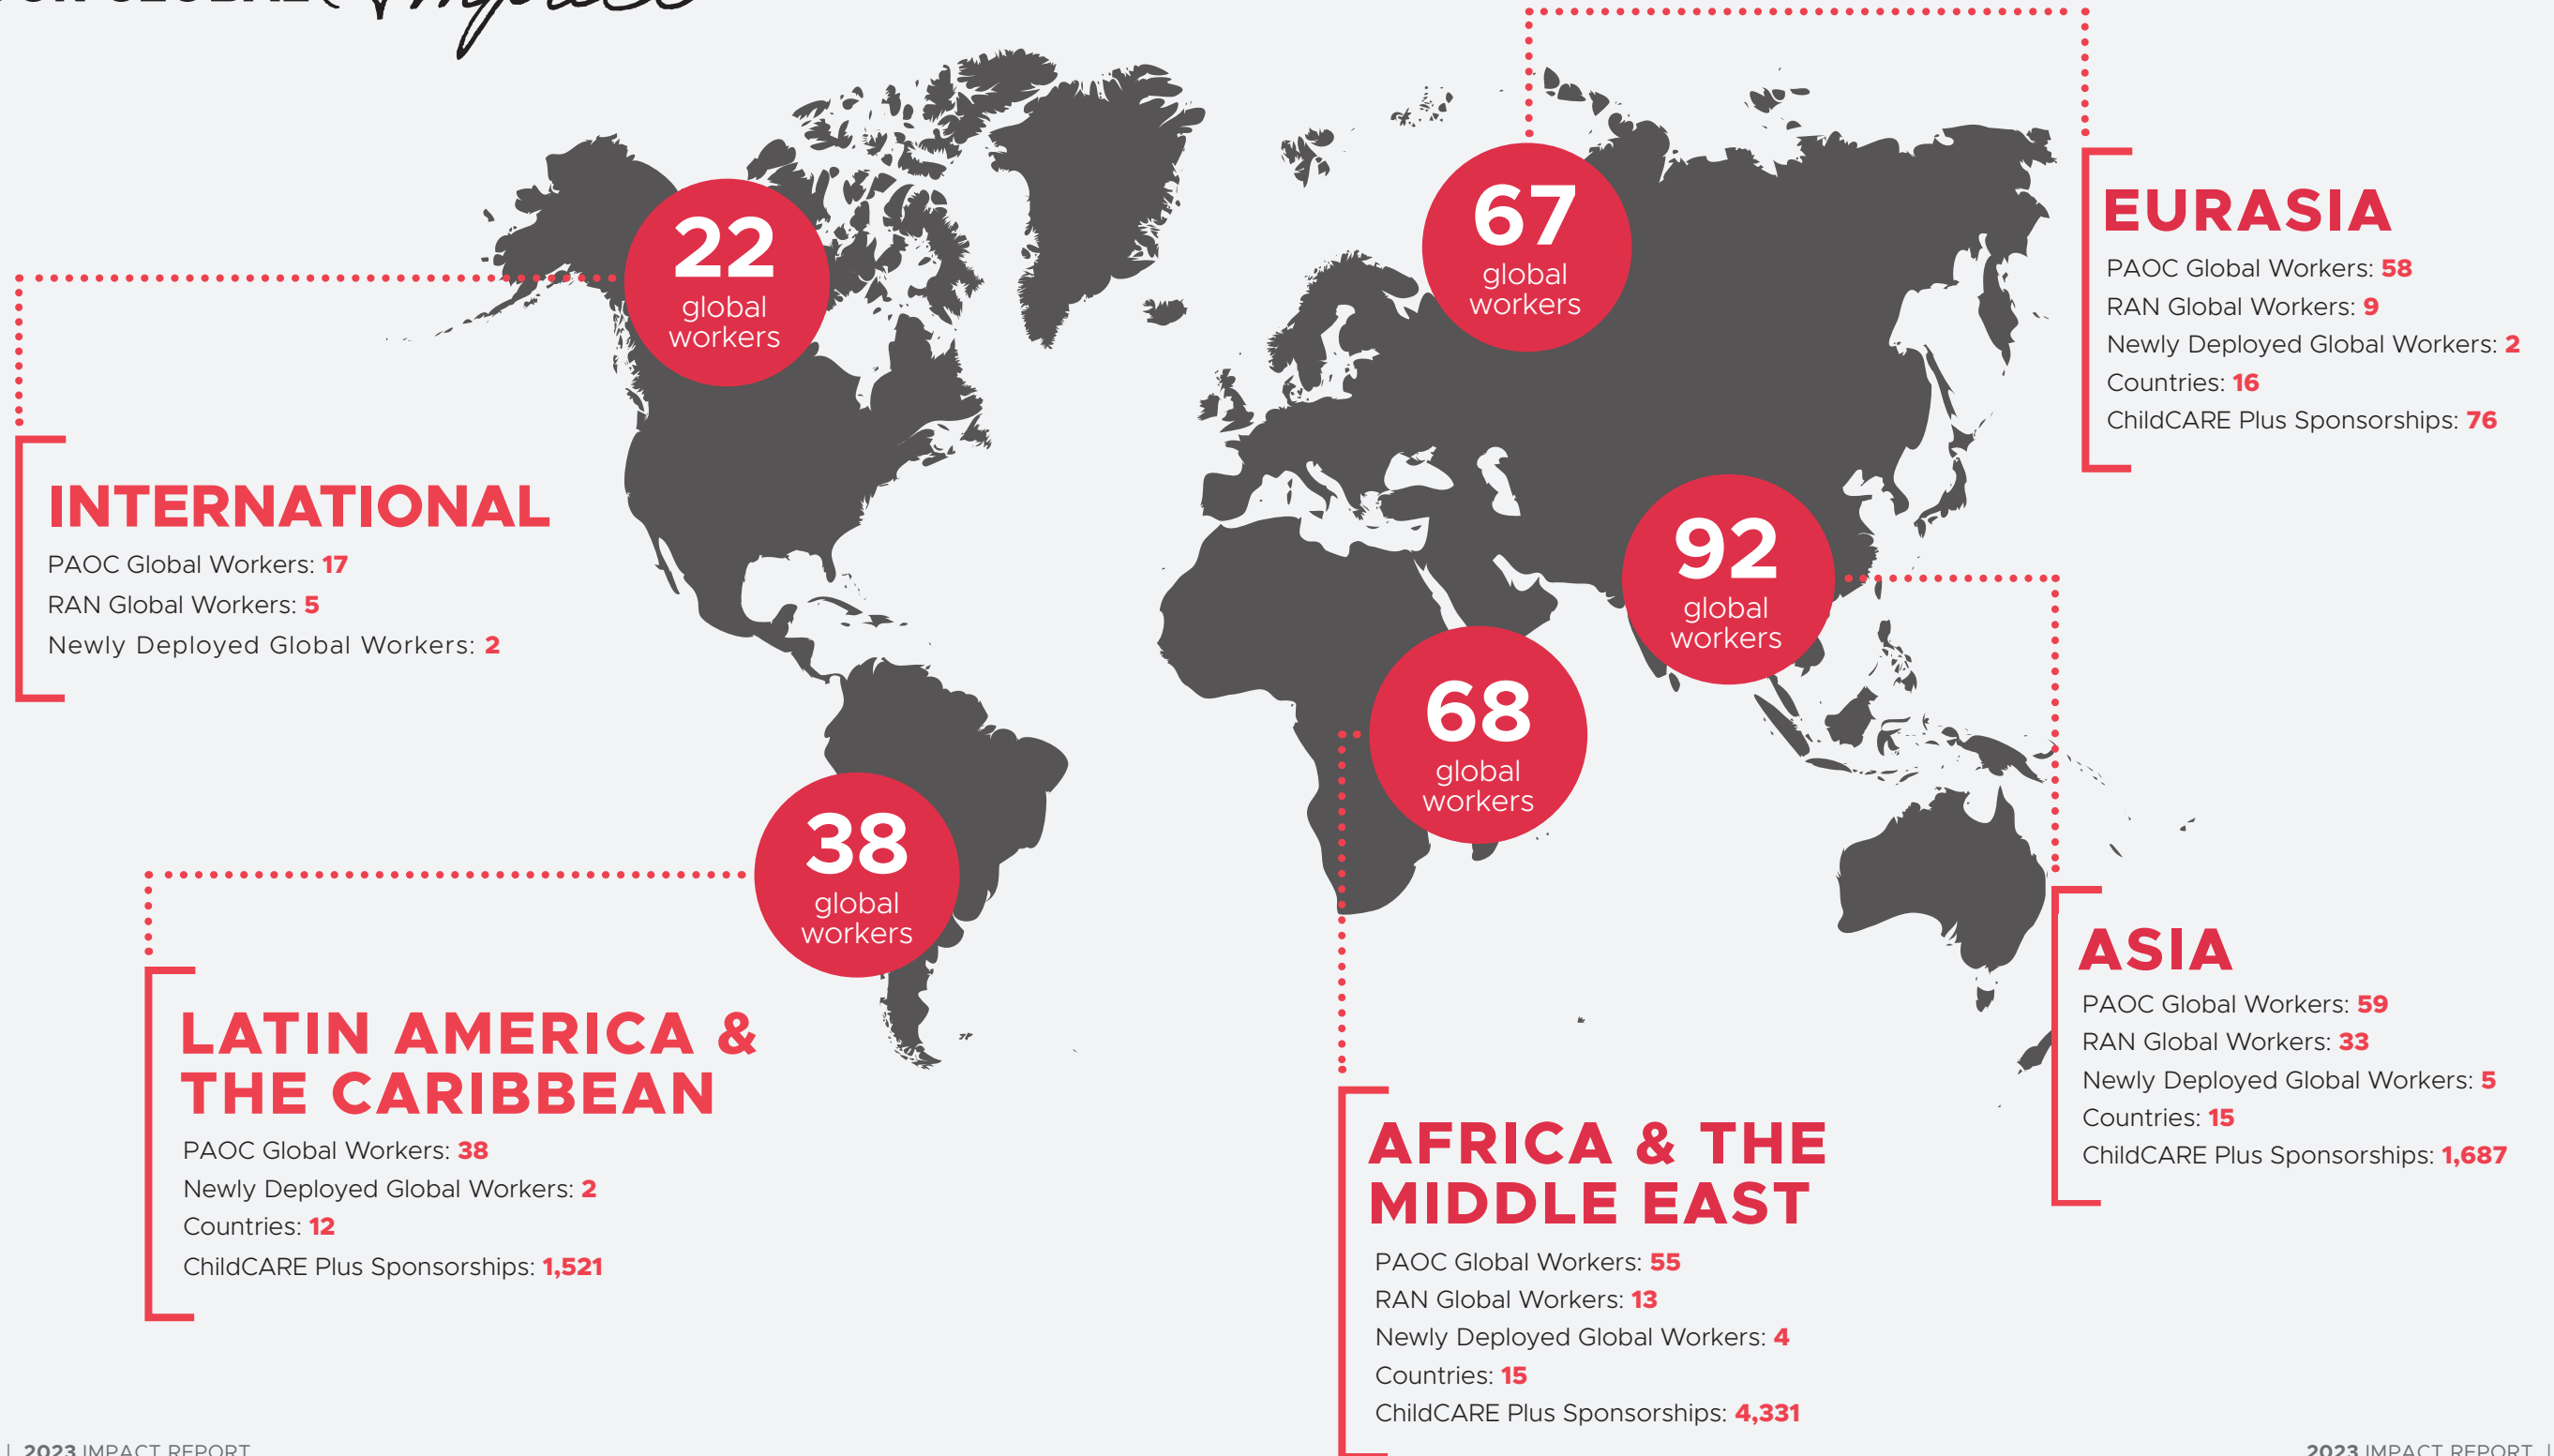 GLOBAL
Impact
22
global
workers
67
global
workers
EURASIA
PAOC Global Workers: 58
RAN Global Workers: 9
Newly Deployed Global Workers: 2
Countries: 16
ChildCARE Plus Sponsorships: 76
INTERNATIONAL
PAOC Global Workers: 17
RAN Global Workers: 5
Newly Deployed Global Workers: 2
92
global
workers
68
global
workers
38
global
workers
ASIA
PAOC Global Workers: 59
RAN Global Workers: 33
Newly Deployed Global Workers: 5
Countries: 15
ChildCARE Plus Sponsorships: 1,687
LATIN AMERICA &
THE CARIBBEAN
PAOC Global Workers: 38
Newly Deployed Global Workers: 2
Countries: 12
ChildCARE Plus Sponsorships: 1,521
AFRICA & THE
MIDDLE EAST
PAOC Global Workers: 55
RAN Global Workers: 13
Newly Deployed Global Workers: 4
Countries: 15
ChildCARE Plus Sponsorships: 4,331
| 2023 IMPACT REPORT
2023 IMPACT REPORT |